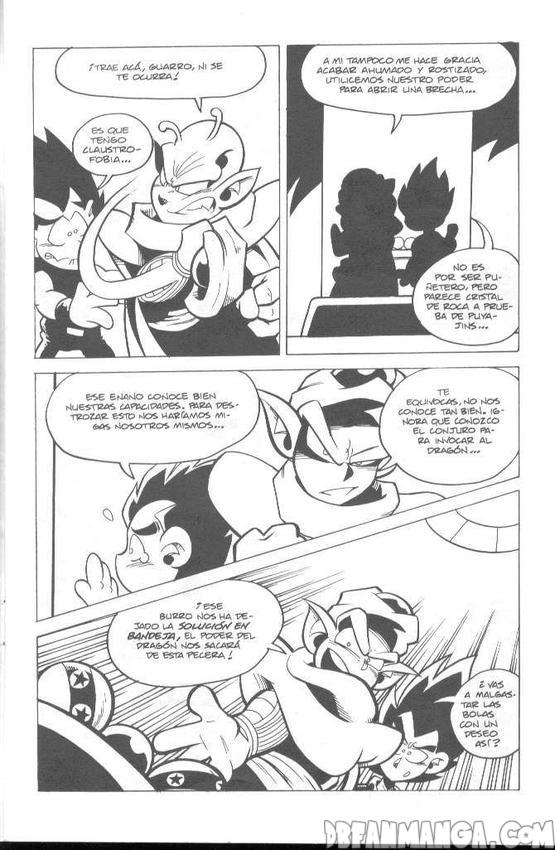 ¡TRAE ACÁ, GUARRO, NI SE
TE OCURRA!
ES QUE
TENGO
CLAUSTRO-
FOBIA...
A MI TAMPOCO ME HACE GRACIA
ACABAR AHUMADO Y ROSTIZADO,
UTILICEMOS NUESTRO PODER
PARA ABRIR UNA BRECHA...
NO ES
POR SER PU-
ÑETERO, PERO
PARECE CRISTAL
DE ROCA A PRUE-
BA DE PUYA-
JINS...
ESE ENANO CONOCE BIEN
NUESTRAS CAPACIDADES. PARA DES-
TROZAR ESTO NOS HARÍAMOS MI-
GAS NOSOTROS MISMOS...
TE
EQUIVOCAS, NO NOS
CONOCE TAN BIEN. IG-
NORA QUE CONOZCO
EL CONJURO PA-
RA INVOCAR AL
DRAGÓN...
¡ESE
BURRO NOS HA DE-
JADO LA SOLUCIÓN EN
BANDEJA, EL PODER DEL
DRAGÓN NOS SACARÁ
DE ESTA PECERA!
¿VAS
A MALGAS-
TAR LAS
BOLAS
CON UN
DESEO
ASÍ?
DBFANMANGA.COM